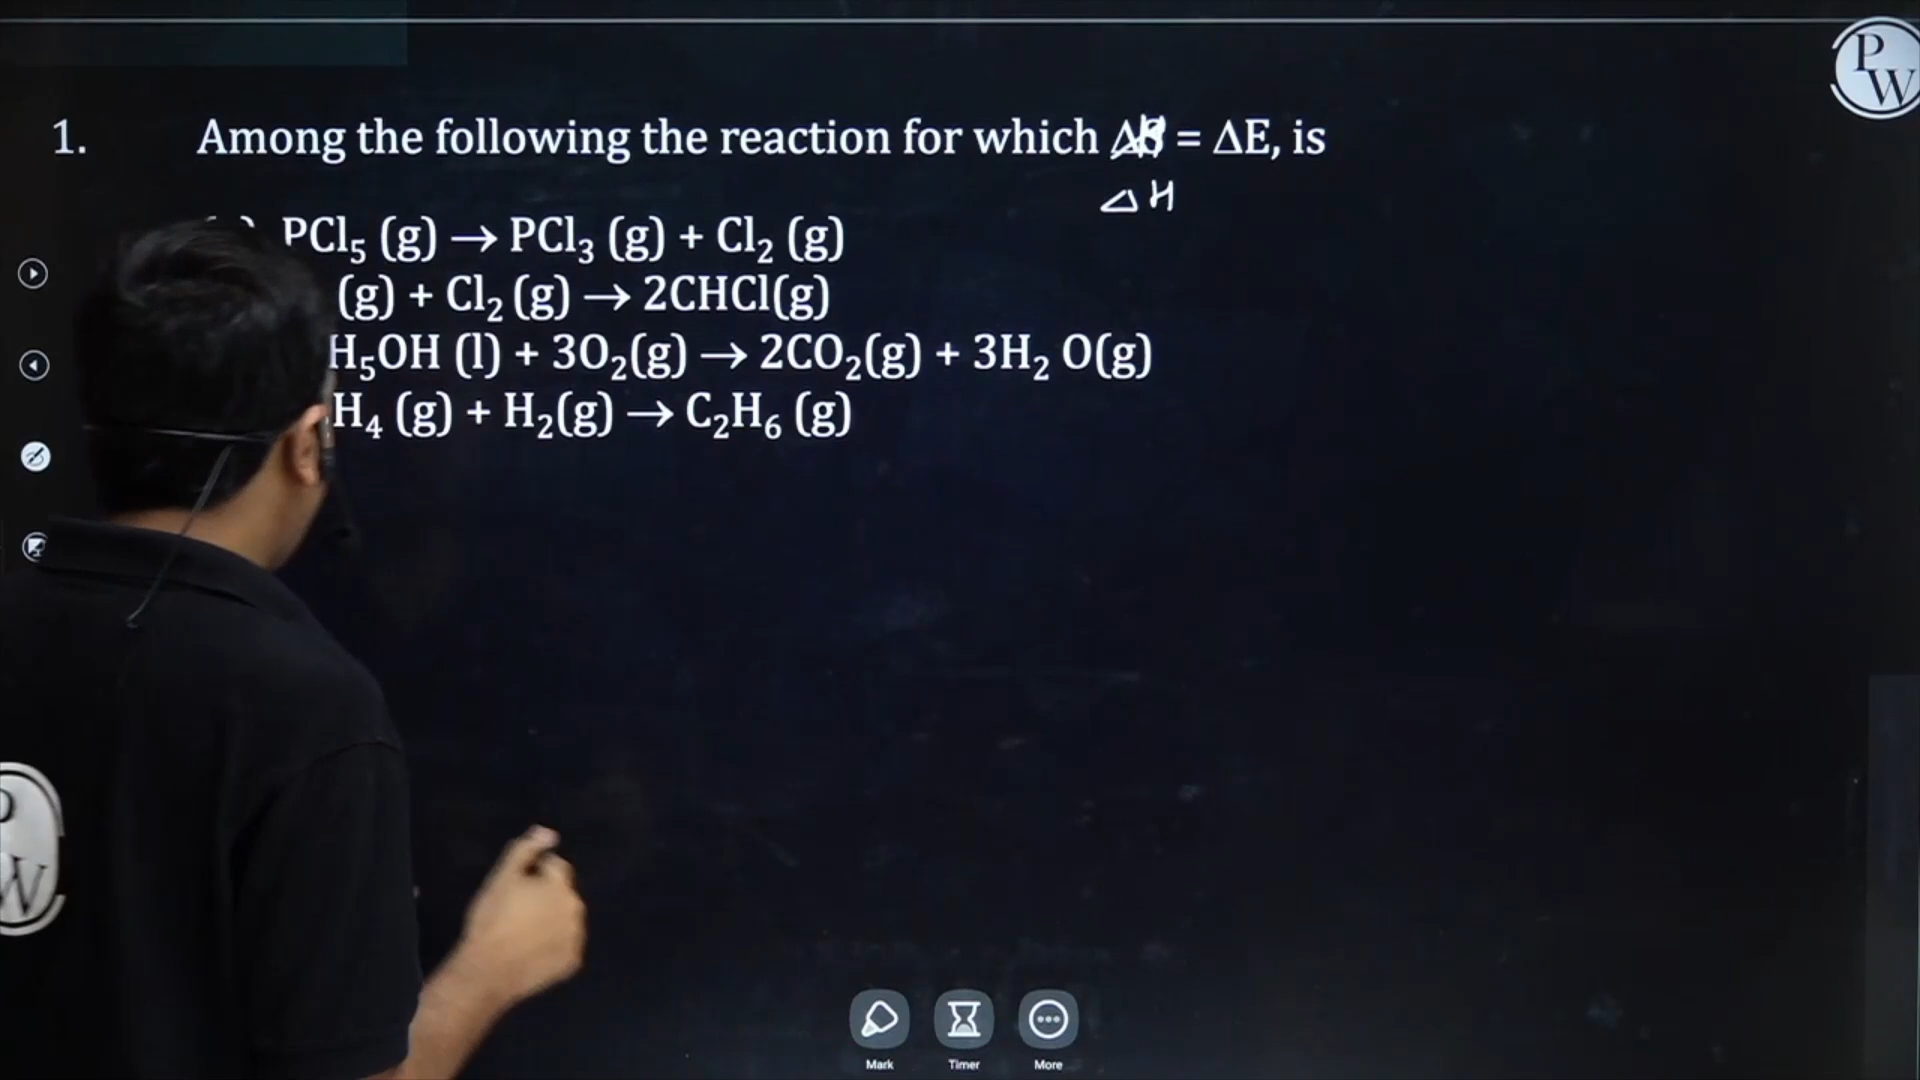 P
W
1. Among the following the reaction for which ΔS = ΔE, is
ΔH
PCl₅ (g) → PCl₃ (g) + Cl₂ (g)
(g) + Cl₂ (g) → 2CHCl(g)
H₅OH (l) + 3O₂(g) → 2CO₂(g) + 3H₂ O(g)
H₄ (g) + H₂(g) → C₂H₆ (g)
P
W
Mark Timer More